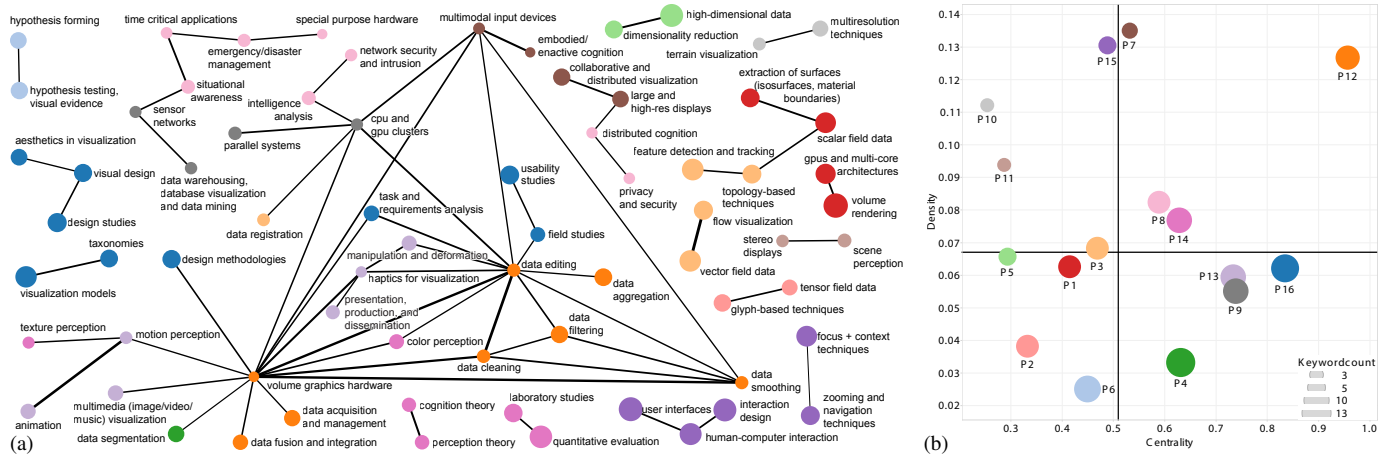 hypothesis forming
hypothesis testing,
visual evidence
time critical applications
special purpose hardware
emergency/disaster
management
situational
awareness
sensor
networks
network security
and intrusion
intelligence
analysis
cpu and
gpu clusters
parallel systems
data warehousing,
database visualization
and data mining
data registration
multimodal input devices
embodied/
enactive cognition
collaborative and
distributed visualization
large and
high-res displays
distributed cognition
privacy
and security
high-dimensional data
dimensionality reduction
multiresolution
techniques
terrain visualization
extraction of surfaces
(isosurfaces, material
boundaries)
scalar field data
feature detection and tracking
topology-based
techniques
gpus and multi-core
architectures
volume
rendering
flow visualization
vector field data
stereo
displays
scene
perception
tensor field data
glyph-based techniques
aesthetics in visualization
visual design
design studies
taxonomies
visualization models
design methodologies
usability
studies
task and
requirements analysis
field studies
manipulation and deformation
haptics for visualization
data editing
data
aggregation
presentation,
production, and
dissemination
color perception
data
filtering
data cleaning
data
smoothing
texture perception
motion perception
volume graphics hardware
animation
multimedia (image/video/
music) visualization
data segmentation
data acquisition
and management
data fusion and integration
cognition theory
perception theory
laboratory studies
quantitative evaluation
user interfaces
interaction
design
human-computer interaction
focus + context
techniques
zooming and
navigation
techniques
(a)
(b)
0.14
0.13
0.12
0.11
0.10
0.09
0.08
0.07
0.06
0.05
0.04
0.03
0.02
Density
0.3
0.4
0.5
0.6
0.7
0.8
0.9
1.0
Centrality
P7
P15
P12
P10
P11
P8
P14
P3
P5
P1
P13
P9
P16
P2
P6
P4
Keywordcount
3
5
10
13